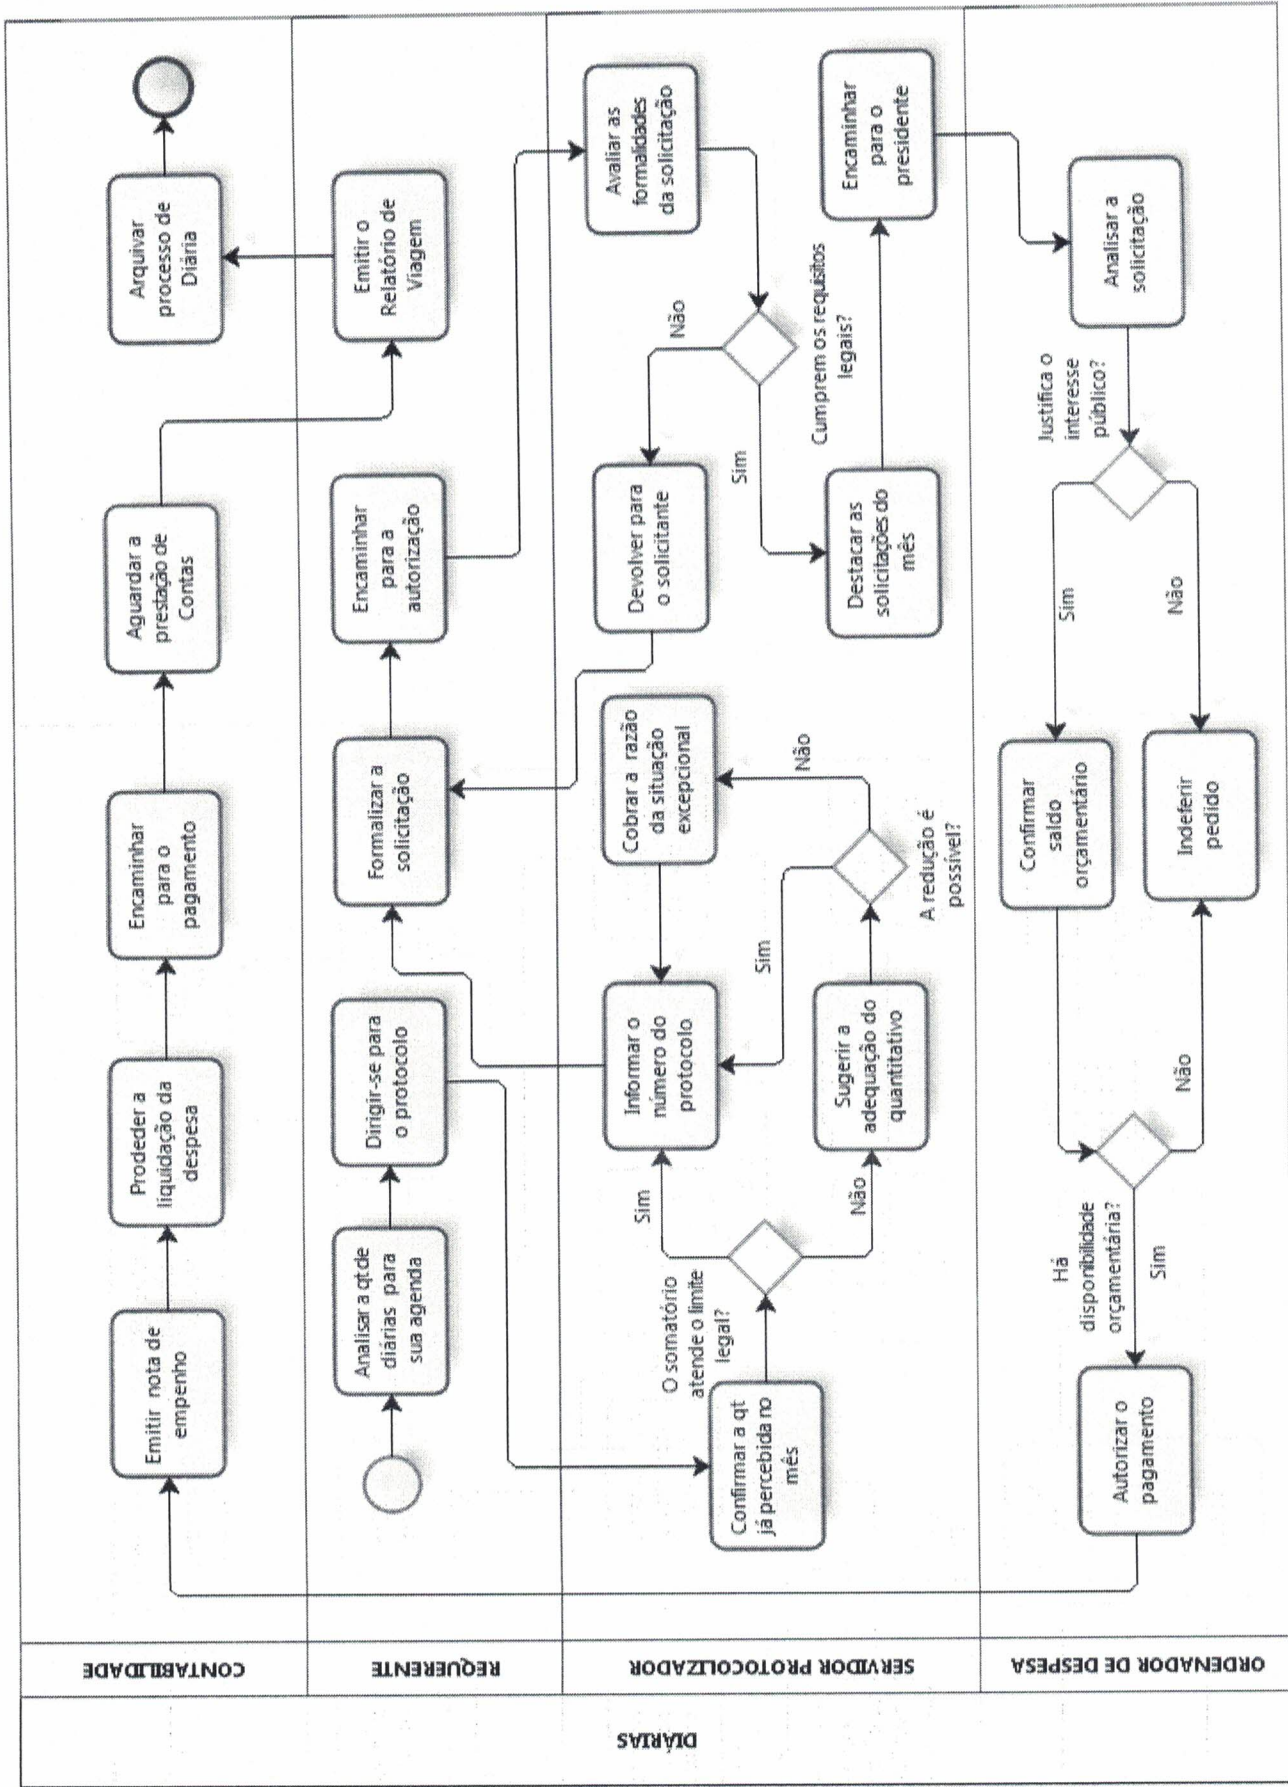 DIÁRIAS
CONTABILIDADE
Emitir nota de
empenho
Prodeder a
liquidação da
despesa
Encaminhar
para o
pagamento
Aguardar a
prestação de
Contas
Arquivar
processo de
Diária
REQUERENTE
Analisar a qt de
diárias para
sua agenda
Dirigir-se para
o protocolo
Formalizar a
solicitação
Encaminhar
para a
autorização
Emitir o
Relatório de
Viagem
SERVIDOR PROTOCOLIZADOR
Confirmar a qt
já percebida no
mês
O somatório
atende o limite
legal?
Sim
Não
Informar o
número do
protocolo
Sugerir a
adequação do
quantitativo
Sim
A redução é
possível?
Não
Cobrar a razão
da situação
excepcional
Devolver para
o solicitante
Destacar as
solicitações do
mês
Sim
Não
Cumprem os requisitos
legais?
Avaliar as
formalidades
da solicitação
Encaminhar
para o
presidente
ORDENADOR DE DESPESA
Autorizar o
pagamento
Há
disponibilidade
orçamentária?
Sim
Não
Confirmar
saldo
orçamentário
Indeferir
pedido
Sim
Não
Justifica o
interesse
público?
Analisar a
solicitação